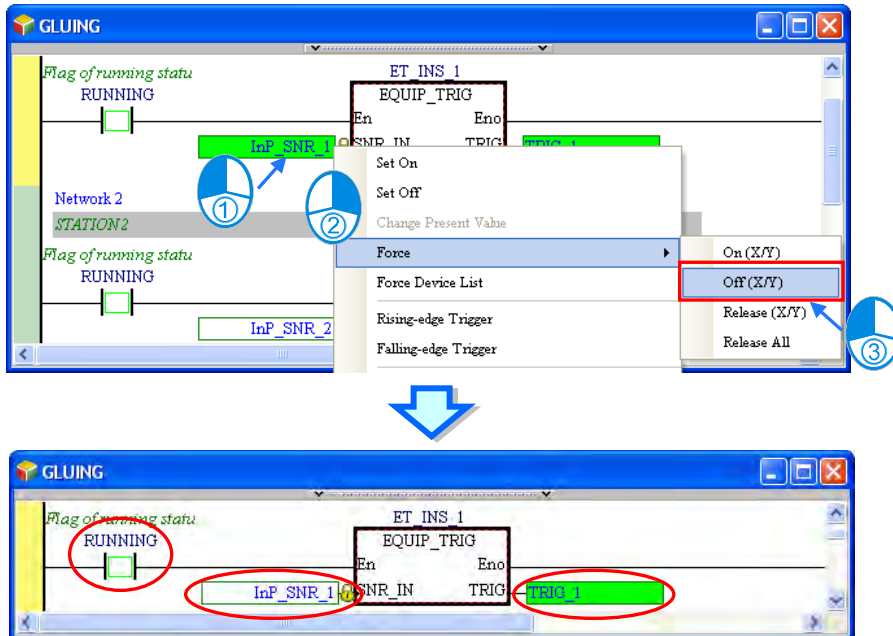 GLUING
Flag of running statu
ET_INS_1
RUNNING
EQUIP_TRIG
En Eno
InP_SNR_1 SNR_IN TRIG TRIG_1
Set On
Set Off
Network 2
①
②
STATION2
Change Present Value
Flag of running statu
Force
On (X/Y)
RUNNING
Force Device List
Off (X/Y)
Rising-edge Trigger
Release (X/Y)
InP_SNR_2
Falling-edge Trigger
Release All
③
GLUING
Flag of running statu
ET_INS_1
RUNNING
EQUIP_TRIG
En Eno
InP_SNR_1 SNR_IN TRIG TRIG_1